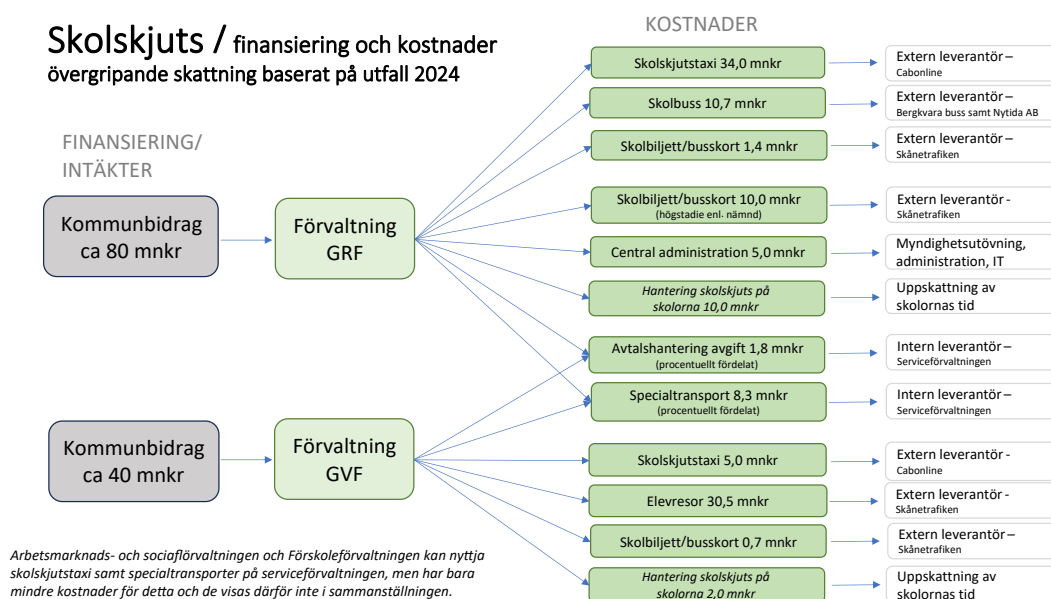 Skolskjuts / finansiering och kostnader
övergripande skattning baserat på utfall 2024
FINANSIERING/
INTÄKTER
KOSTNADER
Kommunbidrag
ca 80 mnkr
Förvaltning
GRF
Skolskjutstaxi 34,0 mnkr
Extern leverantör –
Cabonline
Skolbuss 10,7 mnkr
Extern leverantör –
Bergkvara buss samt Nytida AB
Skolbiljett/busskort 1,4 mnkr
Extern leverantör –
Skånetrafiken
Skolbiljett/busskort 10,0 mnkr
(högstadie enl. nämnd)
Extern leverantör -
Skånetrafiken
Central administration 5,0 mnkr
Myndighetsutövning,
administration, IT
Hantering skolskjuts på
skolorna 10,0 mnkr
Uppskattning av
skolornas tid
Avtalshantering avgift 1,8 mnkr
(procentuellt fördelat)
Intern leverantör –
Serviceförvaltningen
Specialtransport 8,3 mnkr
(procentuellt fördelat)
Intern leverantör –
Serviceförvaltningen
Kommunbidrag
ca 40 mnkr
Förvaltning
GVF
Skolskjutstaxi 5,0 mnkr
Extern leverantör -
Cabonline
Elevresor 30,5 mnkr
Extern leverantör -
Skånetrafiken
Skolbiljett/busskort 0,7 mnkr
Extern leverantör –
Skånetrafiken
Hantering skolskjuts på
skolorna 2,0 mnkr
Uppskattning av
skolornas tid
Arbetsmarknads- och sociaflörvaltningen och Förskoleförvaltningen kan nyttja
skolskjutstaxi samt specialtransporter på serviceförvaltningen, men har bara
mindre kostnader för detta och de visas därför inte i sammanställningen.